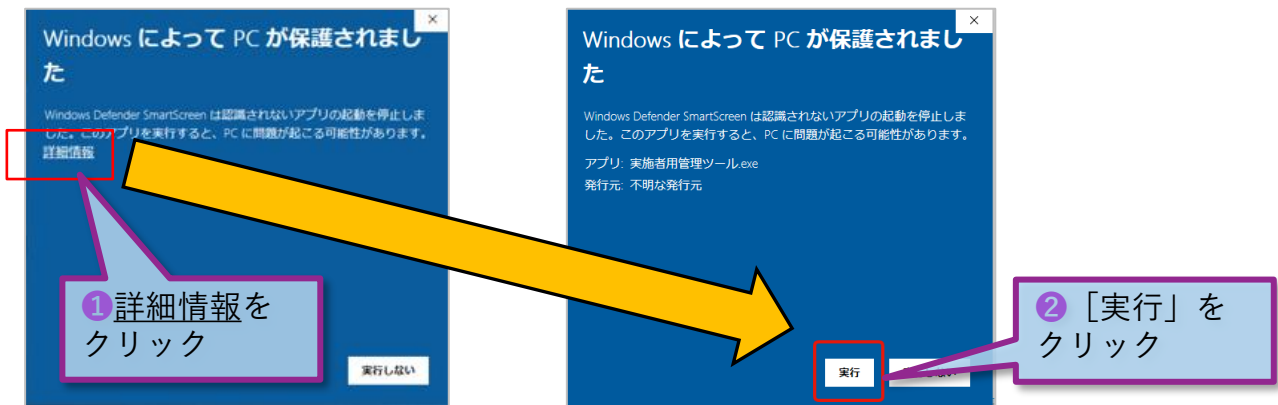 Windows によって PC が保護されまし
た
Windows Defender SmartScreen は認識されないアプリの起動を停止しま
した。このアプリを実行すると、PC に問題が起こる可能性があります。
詳細情報
❶詳細情報を
クリック
実行しない
Windows によって PC が保護されまし
た
Windows Defender SmartScreen は認識されないアプリの起動を停止しま
した。このアプリを実行すると、PC に問題が起こる可能性があります。
アプリ: 実施者用管理ツール.exe
発行元: 不明な発行元
実行
❷「実行」を
クリック